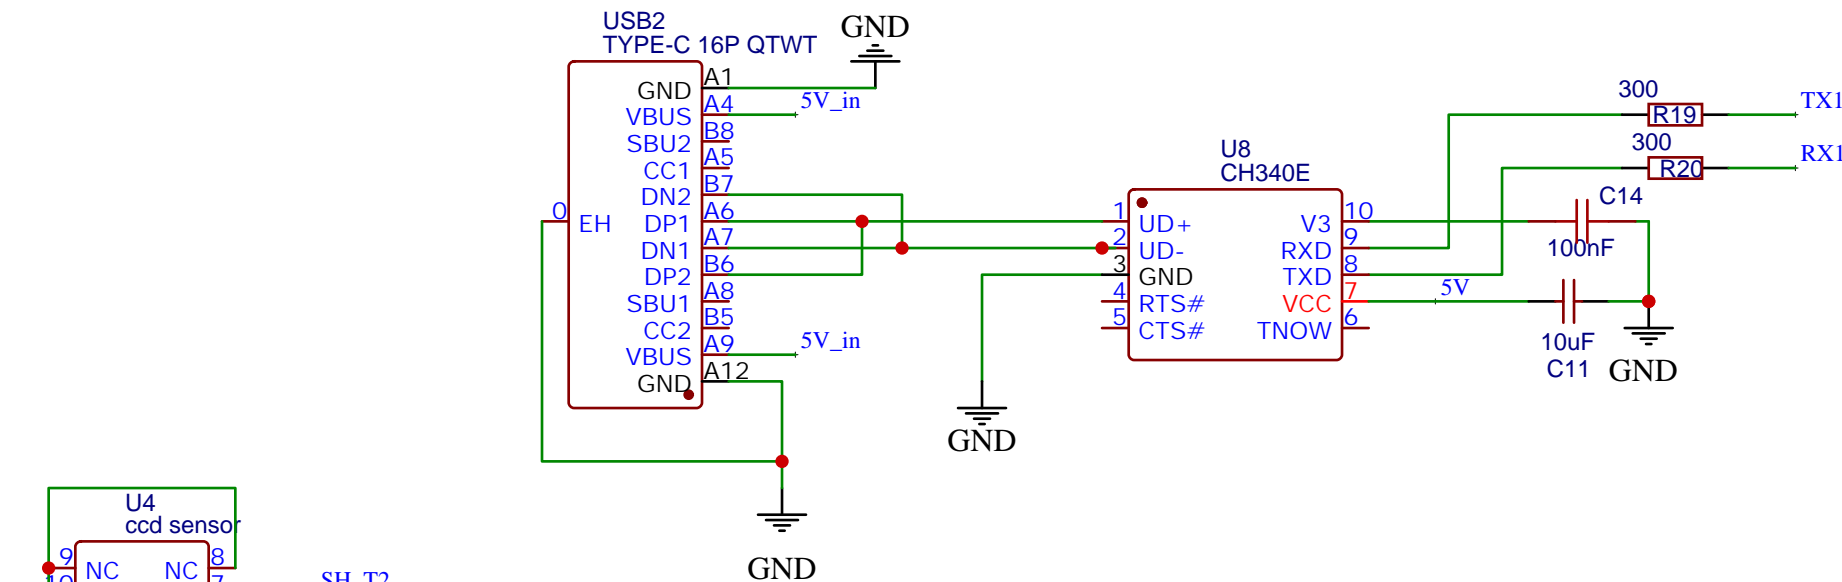 USB2
TYPE-C 16P QTWT
GND
GND A1
VBUS A4 5V_in
SBU2 B8
CC1 A5
DN2 B7
0 EH DP1 A6
DN1 A7
DP2 B6
SBU1 A8
CC2 B5
VBUS A9 5V_in
GND A12
GND
U8
CH340E
1 UD+
2 UD-
3 GND
4 RTS#
5 CTS#
V3 10
RXD 9
TXD 8
VCC 7
TNOW 6
GND
300
R19 TX1
300
R20 RX1
C14
100nF
5V
10uF
C11 GND
U4
ccd sensor
9 NC NC 8
10 7
SH_T2